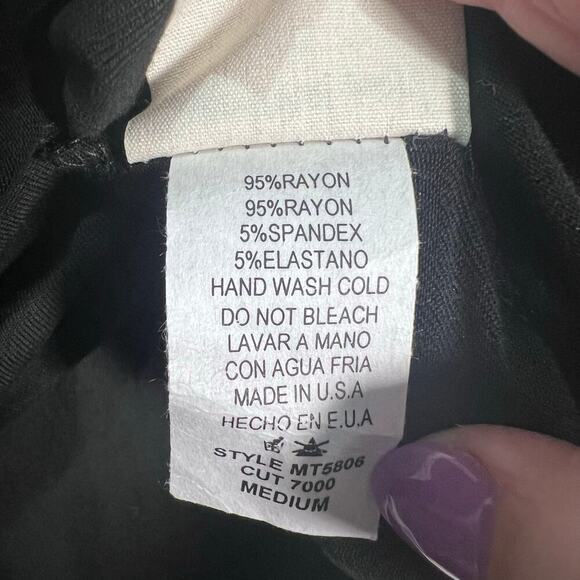 95%RAYON
95%RAYON
5%SPANDEX
5%ELASTANO
HAND WASH COLD
DO NOT BLEACH
LAVAR A MANO
CON AGUA FRIA
MADE IN U.S.A
HECHO EN E.U.A
STYLE MT5806
CUT 7000
MEDIUM